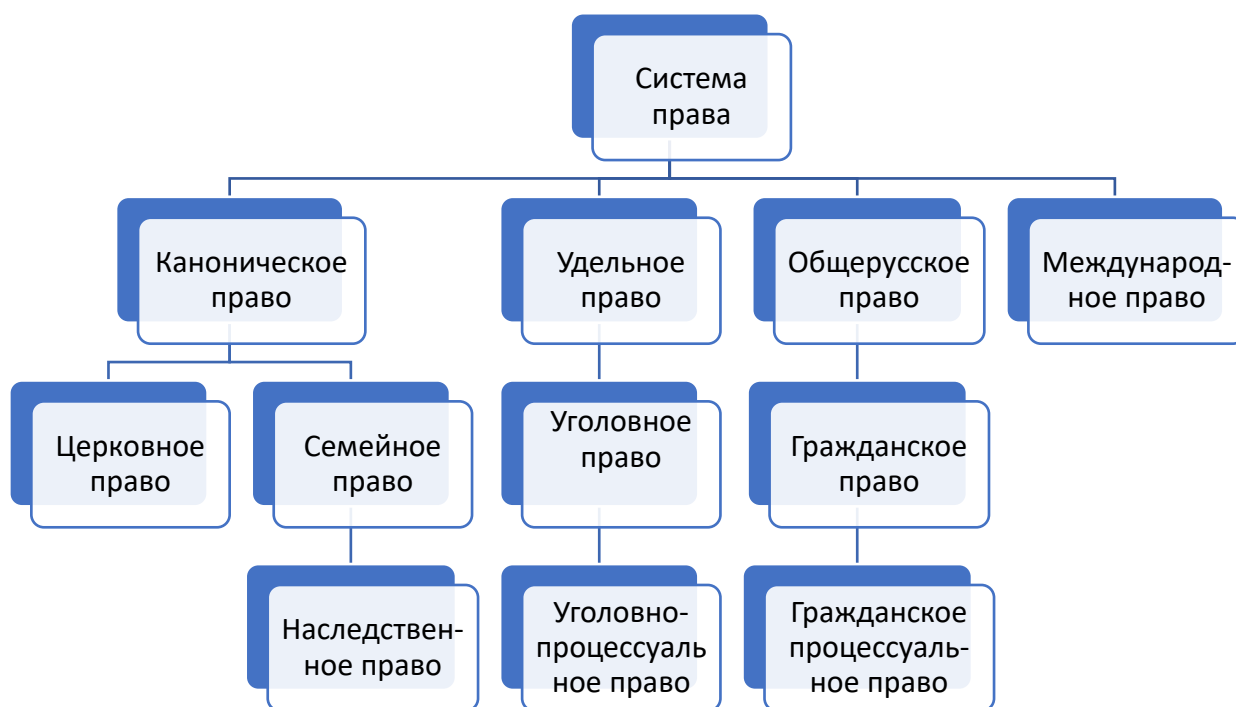 Система
права
Каноническое
право
Удельное
право
Общерусское
право
Международ-
ное право
Церковное
право
Семейное
право
Уголовное
право
Гражданское
право
Наследствен-
ное право
Уголовно-
процессуаль
ное право
Гражданское
процессуаль-
ное право